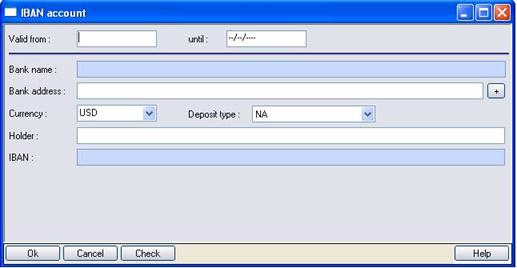 IBAN account
Valid from : until : --/--/----
Bank name :
Bank address : +
Currency : USD Deposit type : NA
Holder :
IBAN :
Ok Cancel Check Help